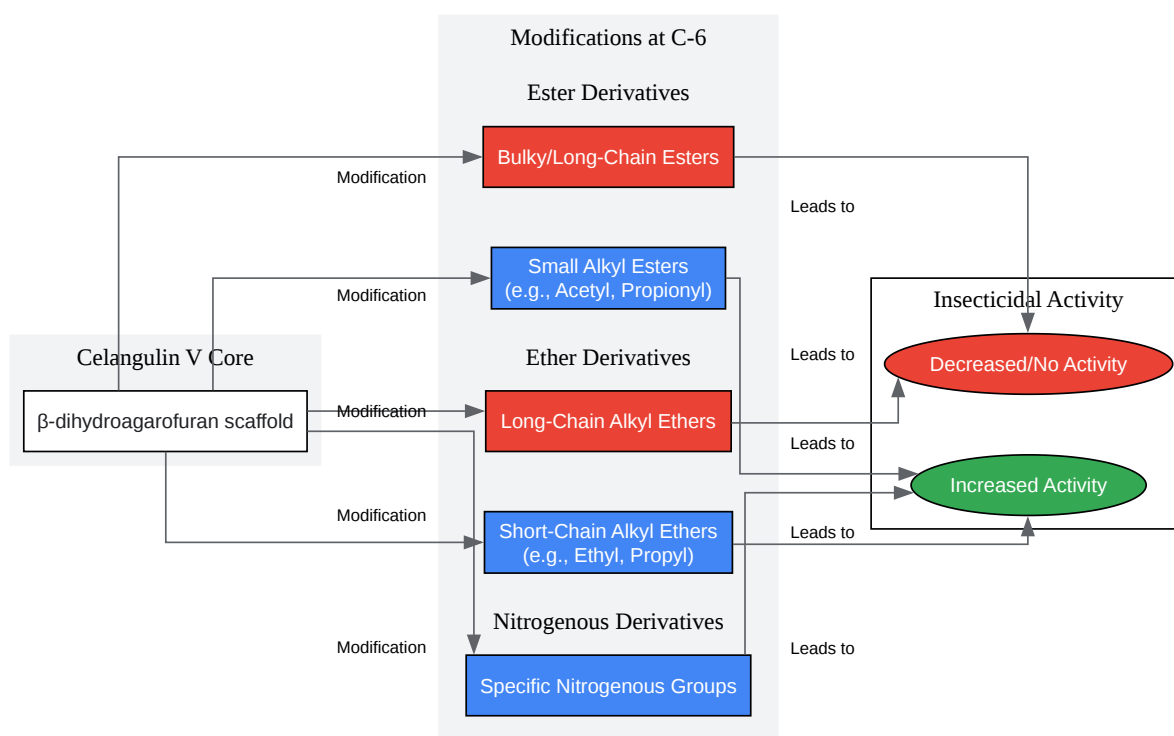 Modifications at C-6
Ester Derivatives
Bulky/Long-Chain Esters
Modification
Leads to
Small Alkyl Esters
(e.g., Acetyl, Propionyl)
Modification
Insecticidal Activity
Celangulin V Core
Ether Derivatives
Leads to
Decreased/No Activity
β-dihydroagarofuran scaffold
Modification
Long-Chain Alkyl Ethers
Leads to
Increased Activity
Modification
Short-Chain Alkyl Ethers
(e.g., Ethyl, Propyl)
Leads to
Nitrogenous Derivatives
Modification
Leads to
Specific Nitrogenous Groups